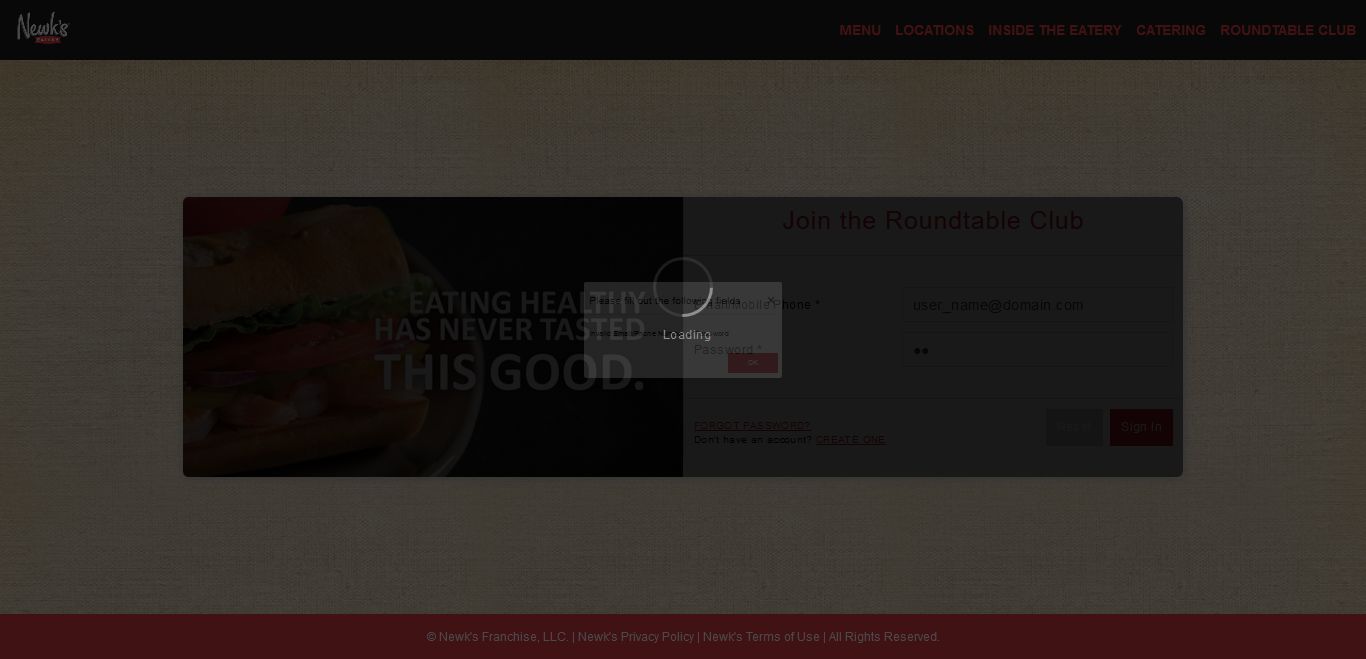 Newk's
EATERY
MENU LOCATIONS INSIDE THE EATERY CATERING ROUNDTABLE CLUB
Join the Roundtable Club
EATING HEALTHY
HAS NEVER TASTED
THIS GOOD.
Please fill out the following fields
×
OK
Loading
Email/Mobile Phone *
user_name@domain.com
Password *
FORGOT PASSWORD?
Don't have an account? CREATE ONE
Reset
Sign In
© Newk's Franchise, LLC. | Newk's Privacy Policy | Newk's Terms of Use | All Rights Reserved.